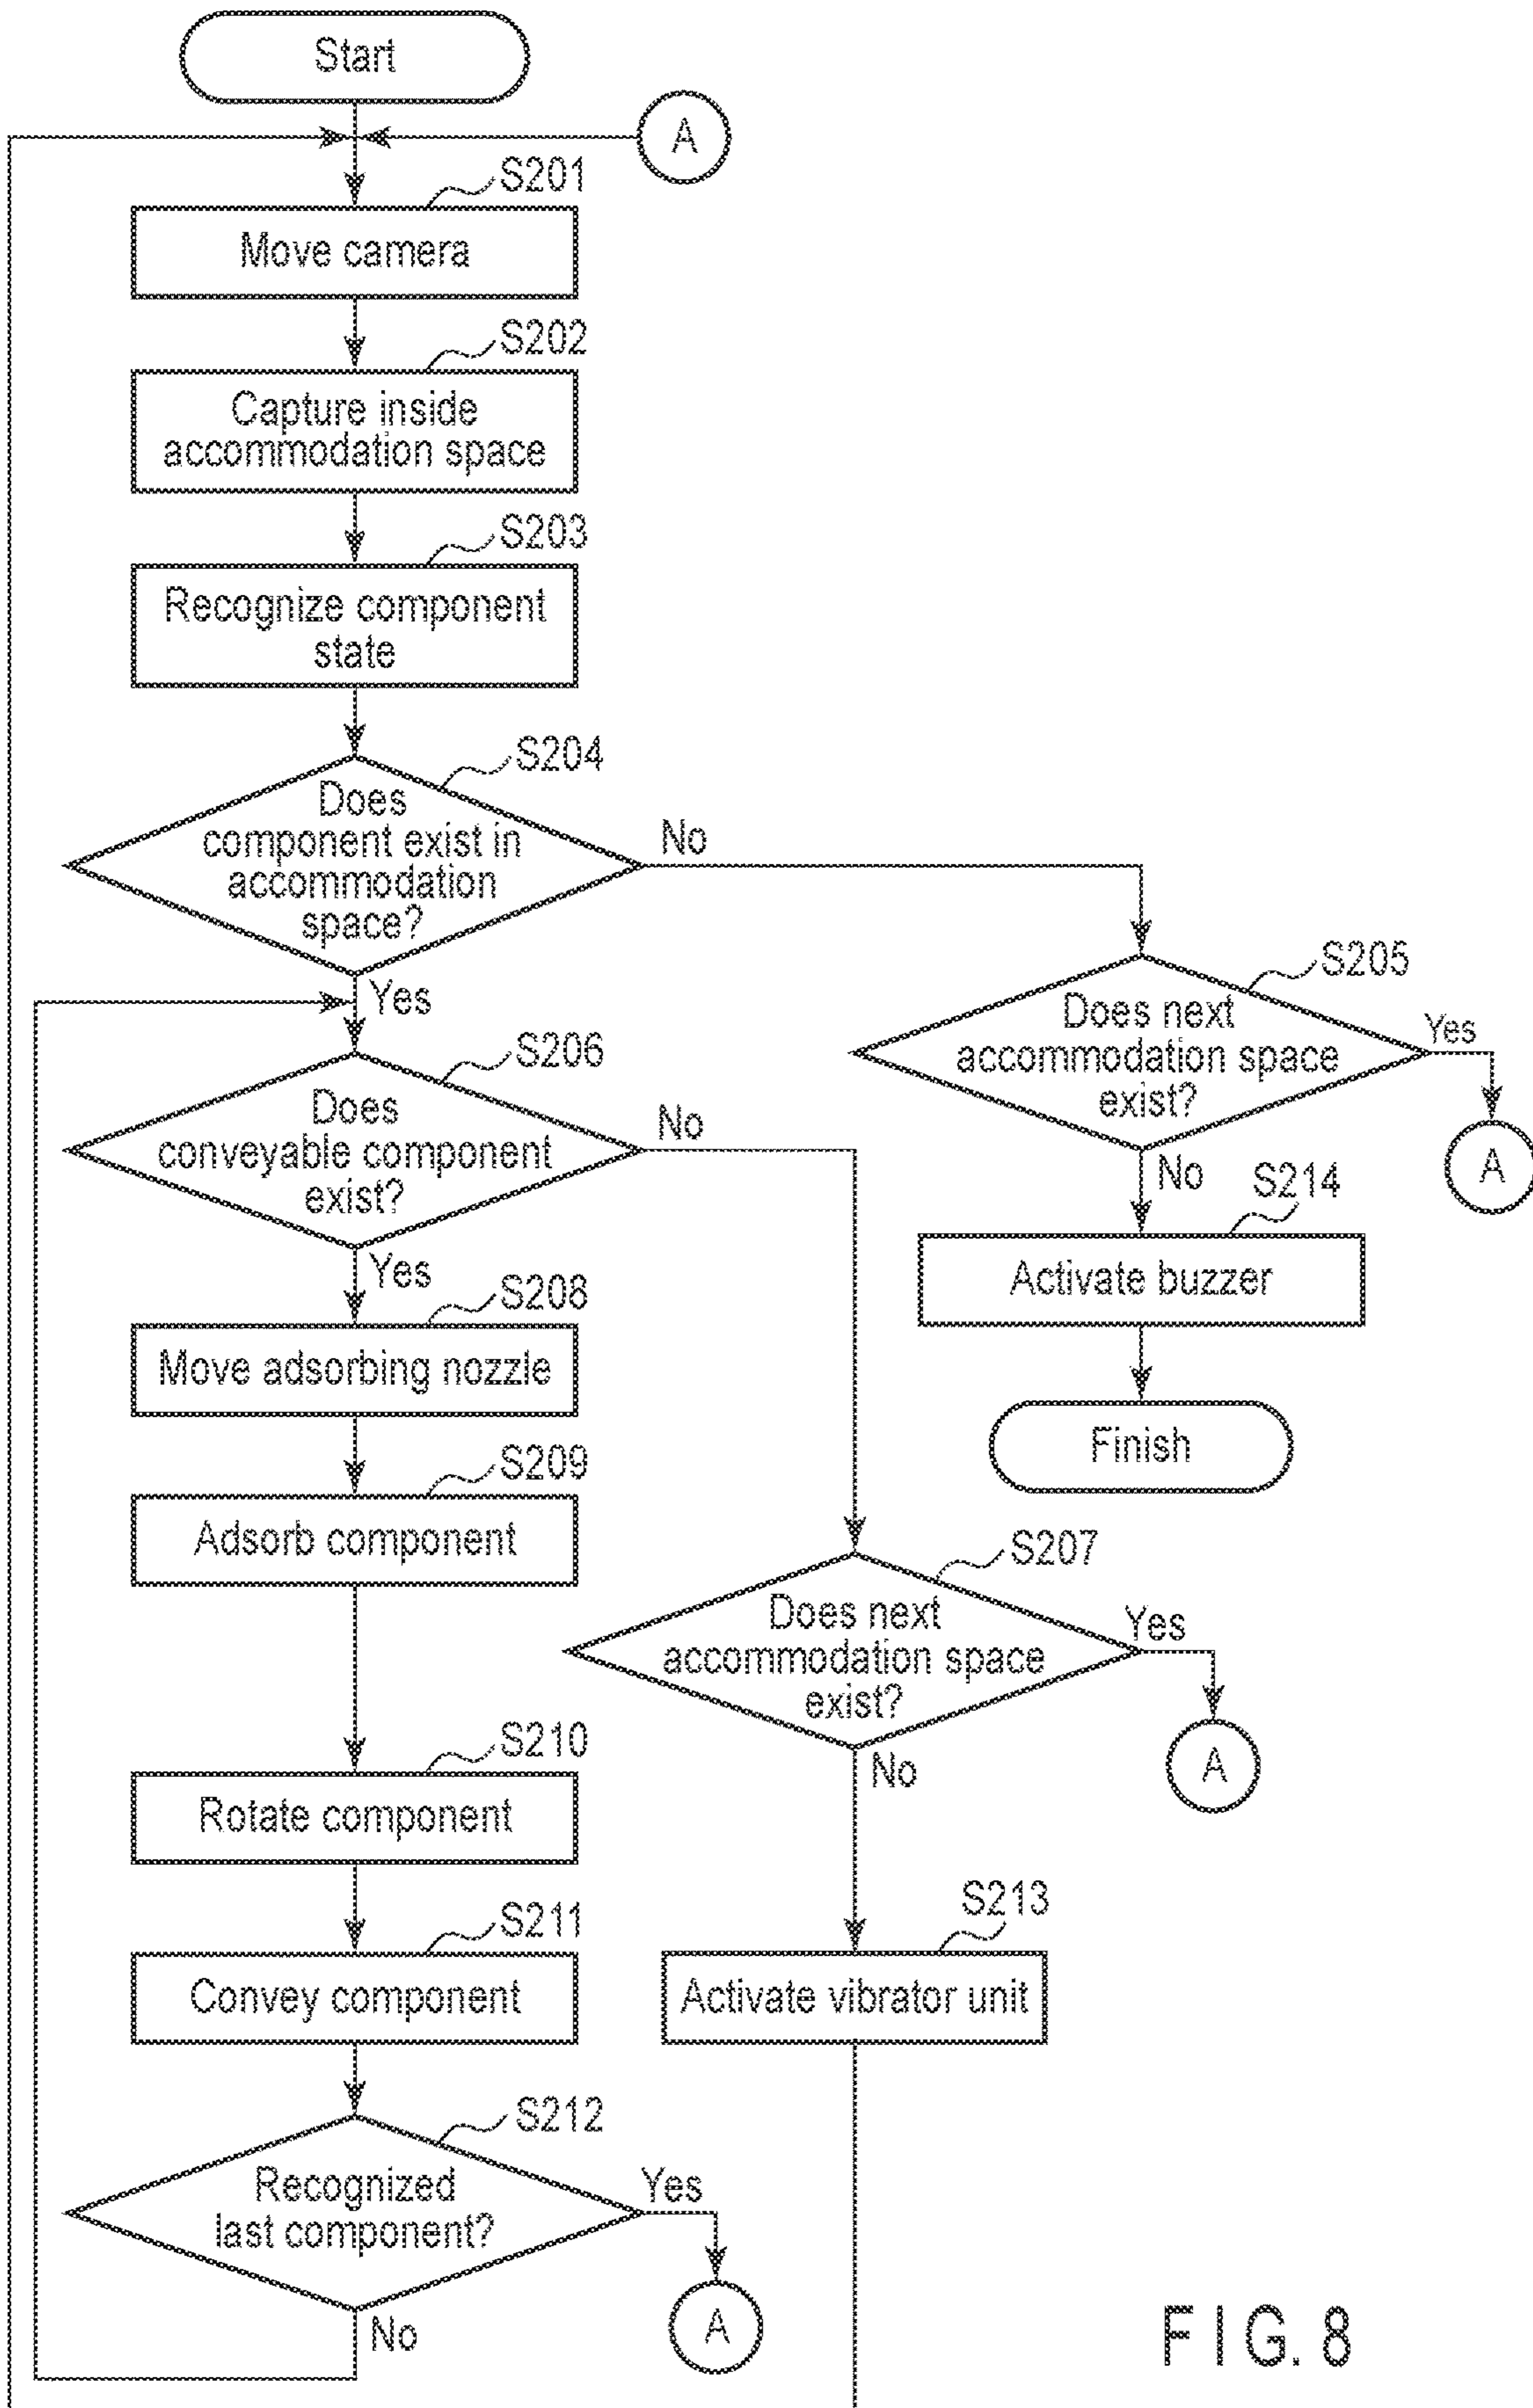 Start
A
S201
Move camera
S202
Capture inside
accommodation space
S203
Recognize component
state
S204
Does
component exist in
accommodation
space?
No
Yes
S205
Does next
accommodation space
exist?
Yes
A
No
S206
Does
conveyable component
exist?
No
Yes
S214
Activate buzzer
Finish
S208
Move adsorbing nozzle
S209
Adsorb component
S207
Does next
accommodation space
exist?
Yes
A
No
S210
Rotate component
S211
Convey component
S213
Activate vibrator unit
S212
Recognized
last component?
Yes
A
No
FIG. 8